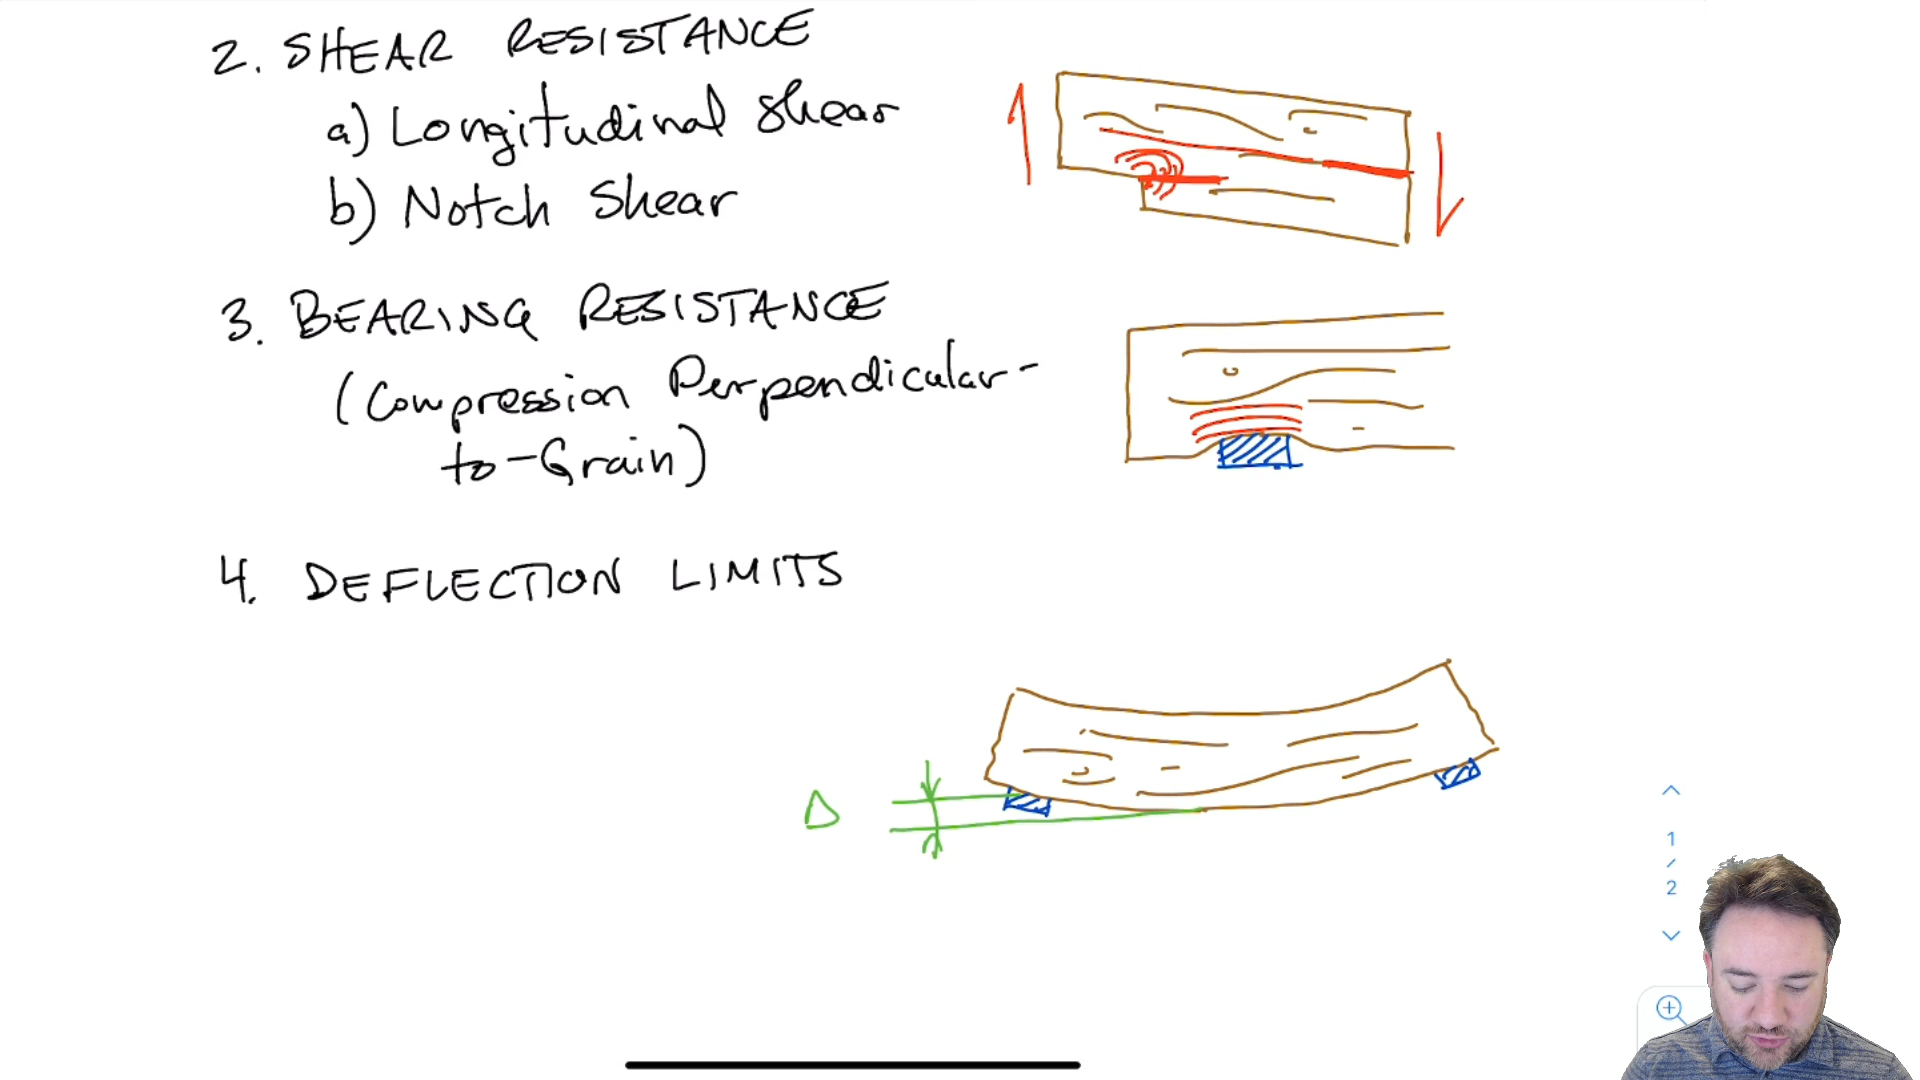 2. SHEAR RESISTANCE
a) Longitudinal shear
b) Notch shear
3. BEARING RESISTANCE
(Compression Perpendicular-
to-Grain)
4. DEFLECTION LIMITS
Δ
1
/
2